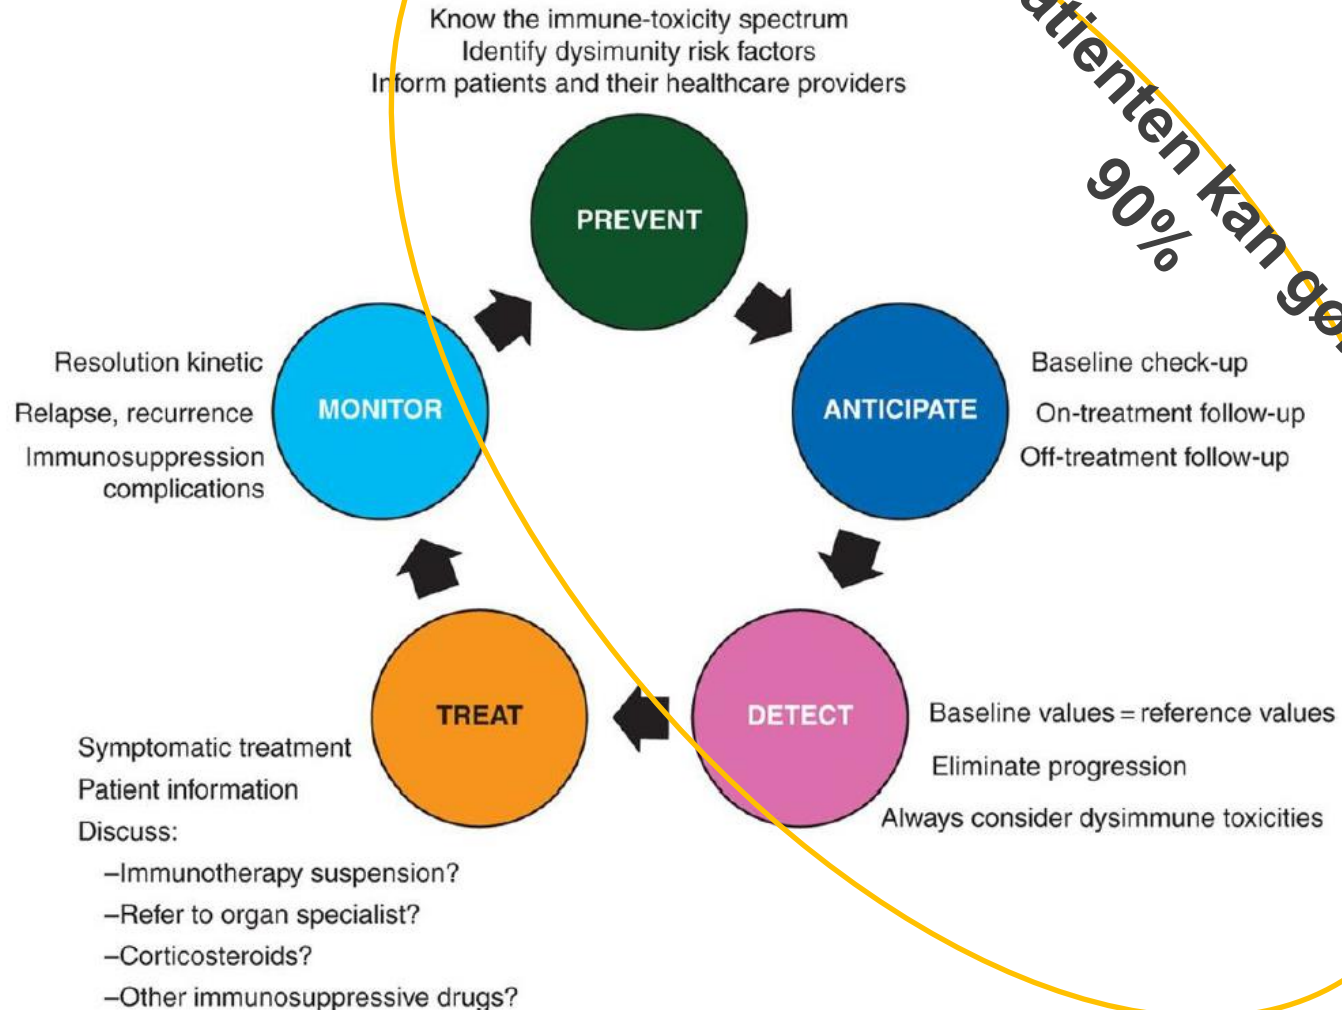 Know the immune-toxicity spectrum
Identify dysimunity risk factors
Inform patients and their healthcare providers
kan
90%
PREVENT
MONITOR
Resolution kinetic
Relapse, recurrence
Immunosuppression
complications
ANTICIPATE
Baseline check-up
On-treatment follow-up
Off-treatment follow-up
DETECT
Baseline values = reference values
Eliminate progression
Always consider dysimmune toxicities
TREAT
Symptomatic treatment
Patient information
Discuss:
–Immunotherapy suspension?
–Refer to organ specialist?
–Corticosteroids?
–Other immunosuppressive drugs?